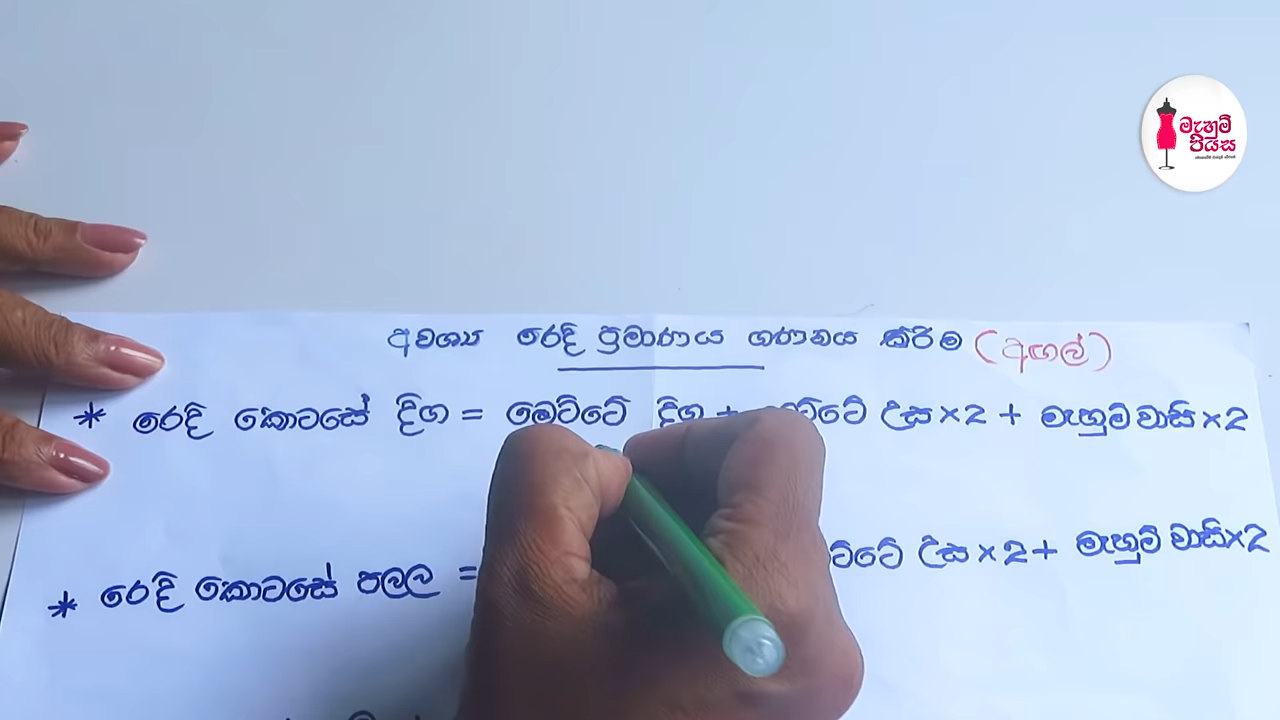 මැහුම්
පියස
අවශ්‍ය රෙදි ප්‍රමාණය ගණනය කිරීම (අඟල්)
* රෙදි කොටසේ දිග = මෙට්ටේ දිග + මෙට්ටේ උස x 2 + මැහුම් වාසි x 2
* රෙදි කොටසේ පළල = උස x 2 + මැහුම් වාසි x 2